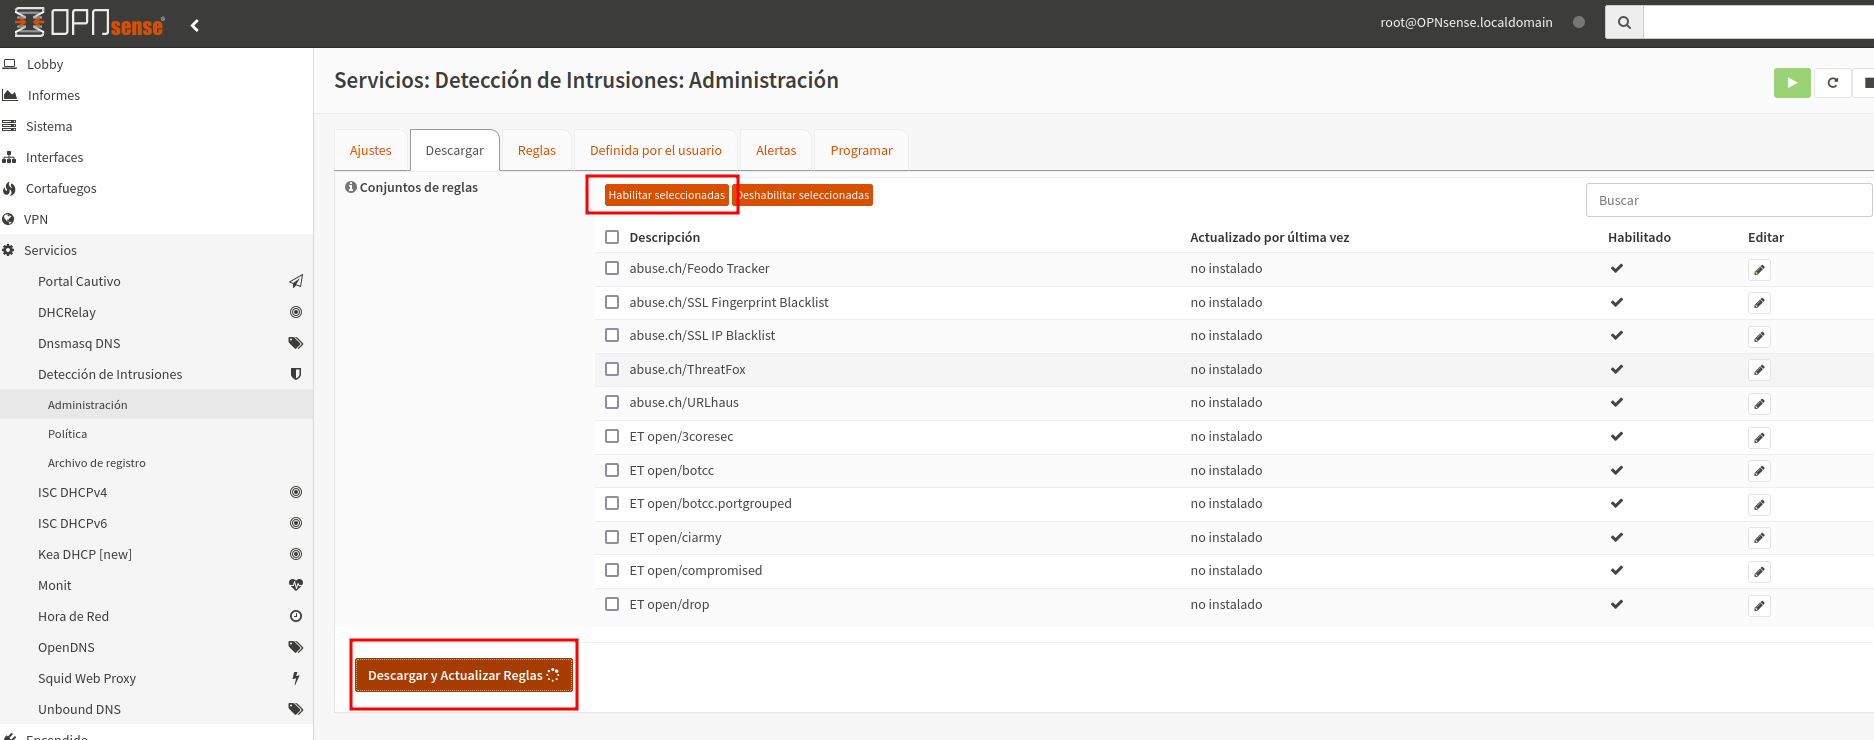 OPNsense
root@OPNsense.localdomain
Lobby
Informes
Sistema
Interfaces
Cortafuegos
VPN
Servicios
Portal Cautivo
DHCRelay
Dnsmasq DNS
Detección de Intrusiones
Administración
Política
Archivo de registro
ISC DHCPv4
ISC DHCPv6
Kea DHCP [new]
Monit
Hora de Red
OpenDNS
Squid Web Proxy
Unbound DNS
Encendido
Servicios: Detección de Intrusiones: Administración
Ajustes Descargar Reglas Definida por el usuario Alertas Programar
Conjuntos de reglas
Habilitar seleccionadas Deshabilitar seleccionadas
Buscar
Descripción Actualizado por última vez Habilitado Editar
abuse.ch/Feodo Tracker no instalado
abuse.ch/SSL Fingerprint Blacklist no instalado
abuse.ch/SSL IP Blacklist no instalado
abuse.ch/ThreatFox no instalado
abuse.ch/URLhaus no instalado
ET open/3coresec no instalado
ET open/botcc no instalado
ET open/botcc.portgrouped no instalado
ET open/ciarmy no instalado
ET open/compromised no instalado
ET open/drop no instalado
Descargar y Actualizar Reglas